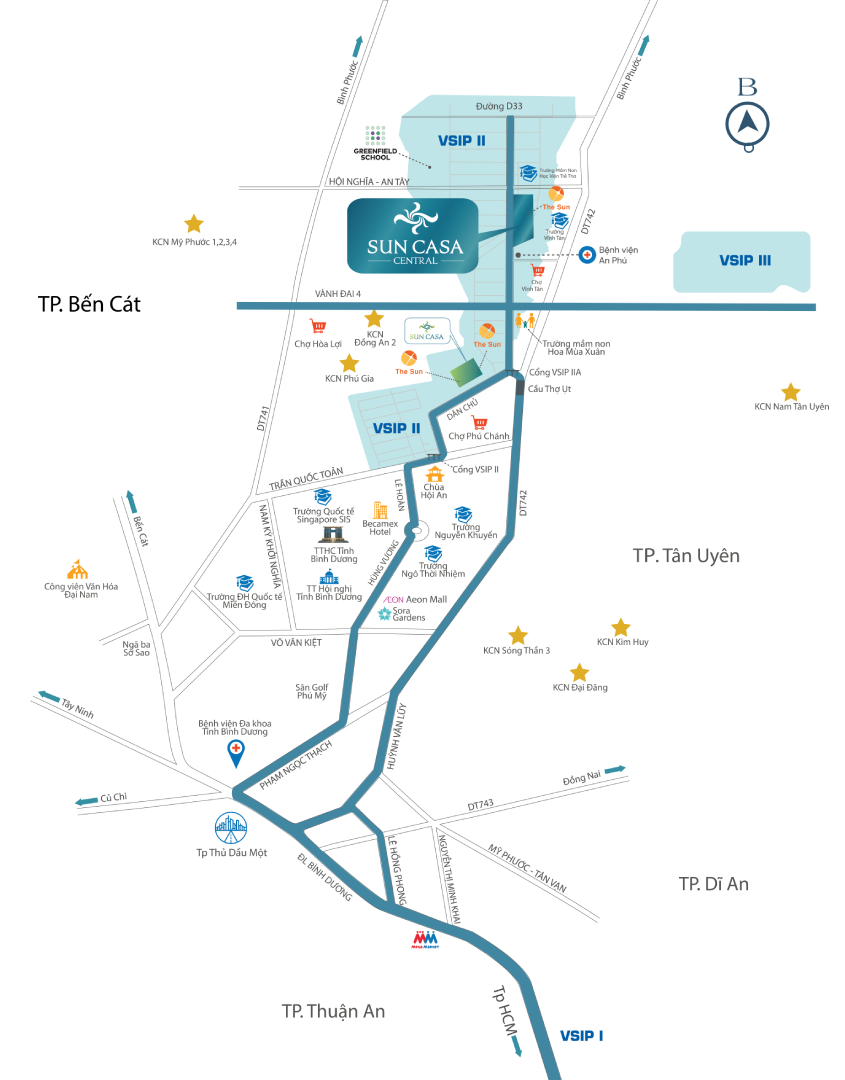 B
Bình Phước
Bình Phước
Đường D33
VSIP II
GREENFIELD
SCHOOL
Trường Mầm Non
Học Viện Trẻ Thơ
HỘI NGHĨA - AN TÂY
The Sun
Trường
Vĩnh Tân
DT742
KCN Mỹ Phước 1,2,3,4
SUN CASA
CENTRAL
Bệnh viện
An Phú
VSIP III
Chợ
Vĩnh Tân
VÀNH ĐAI 4
TP. Bến Cát
Chợ Hòa Lợi
KCN
Đồng An 2
SUN CASA
The Sun
Trường mầm non
Hoa Mùa Xuân
KCN Phú Gia
The Sun
Cổng VSIP IIA
Cầu Thợ Ụt
DT741
DÂN CHỦ
KCN Nam Tân Uyên
VSIP II
Chợ Phú Chánh
Cổng VSIP II
TRẦN QUỐC TOẢN
LÊ HOÀN
Chùa
Hội An
DT742
Bến Cát
NAM KỲ KHỞI NGHĨA
Trường Quốc tế
Singapore SIS
Becamex
Hotel
Trường
Nguyễn Khuyến
TTHC Tỉnh
Bình Dương
HÙNG VƯƠNG
TP. Tân Uyên
Trường
Ngô Thời Nhiệm
Công viên Văn Hóa
Đại Nam
Trường ĐH Quốc tế
Miền Đông
TT Hội nghị
Tỉnh Bình Dương
ÆON Aeon Mall
Sora
Gardens
Ngã ba
Sở Sao
VÕ VĂN KIỆT
KCN Sóng Thần 3
KCN Kim Huy
KCN Đại Đăng
Sân Golf
Phú Mỹ
Tây Ninh
Bệnh viện Đa khoa
Tỉnh Bình Dương
PHẠM NGỌC THẠCH
HUỲNH VĂN LŨY
Đồng Nai
Củ Chi
DT743
Tp Thủ Dầu Một
ĐL BÌNH DƯƠNG
LÊ HỒNG PHONG
NGUYỄN THỊ MINH KHAI
MỸ PHƯỚC - TÂN VẠN
TP. Dĩ An
MM
MEGA MARKET
TP. Thuận An
Tp HCM
VSIP I